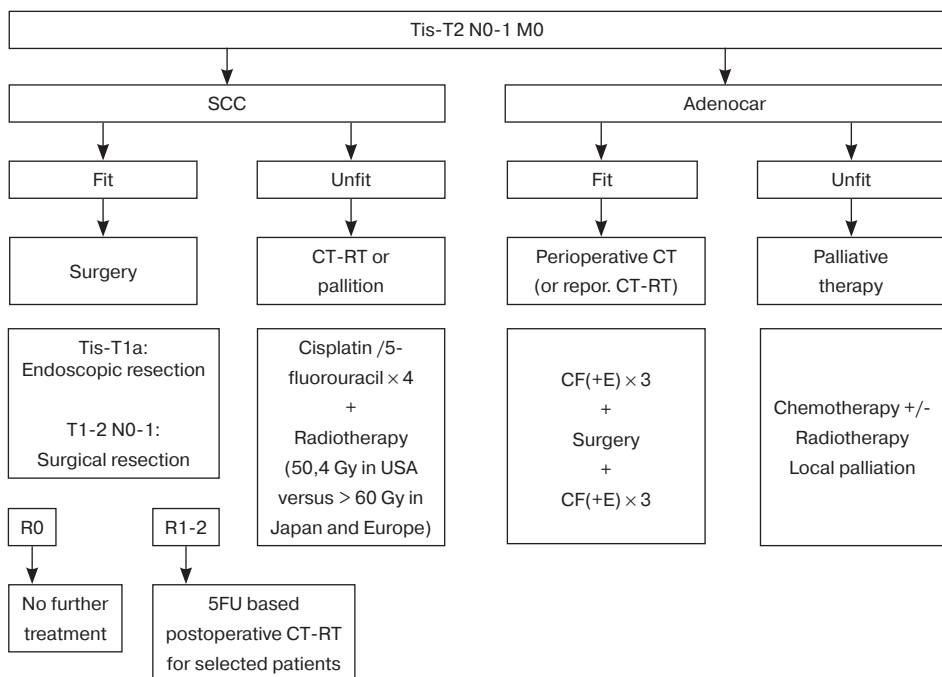 Tis-T2 N0-1 M0
SCC
Adenocar
Fit
Unfit
Fit
Unfit
Surgery
CT-RT or
pallition
Perioperative CT
(or repor. CT-RT)
Palliative
therapy
Tis-T1a:
Endoscopic resection
T1-2 N0-1:
Surgical resection
Cisplatin /5-
fluorouracil × 4
+
Radiotherapy
(50,4 Gy in USA
versus > 60 Gy in
Japan and Europe)
CF(+E) × 3
+
Surgery
+
CF(+E) × 3
Chemotherapy +/-
Radiotherapy
Local palliation
R0
R1-2
No further
treatment
5FU based
postoperative CT-RT
for selected patients